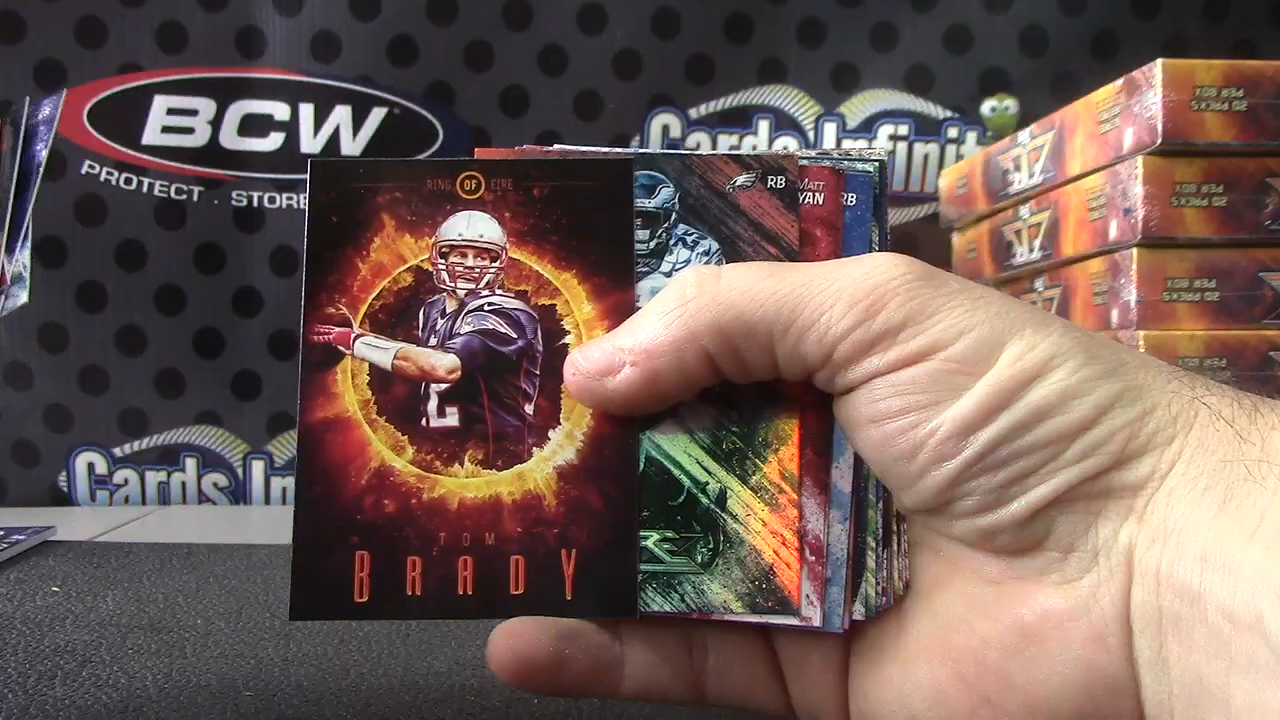 BCW
PROTECT . STORE
Cards Infinit
RING OF FIRE
RB
MATT
YAN
RB
12
TOM
BRADY
Cards In
20 PACKS
PER BOX
20 PACKS
PER BOX
20 PACKS
PER BOX